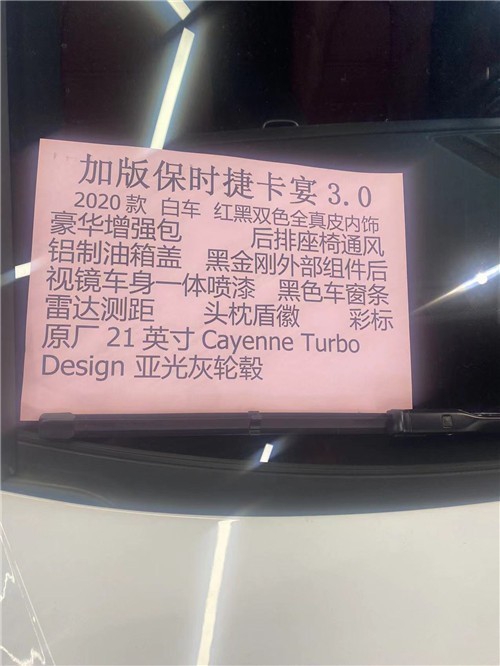 加版保时捷卡宴 3.0
2020 款 白车 红黑双色全真皮内饰
豪华增强包 后排座椅通风
铝制油箱盖 黑金刚外部组件后
视镜车身一体喷漆 黑色车窗条
雷达测距 头枕盾徽 彩标
原厂 21 英寸 Cayenne Turbo
Design 亚光灰轮毂